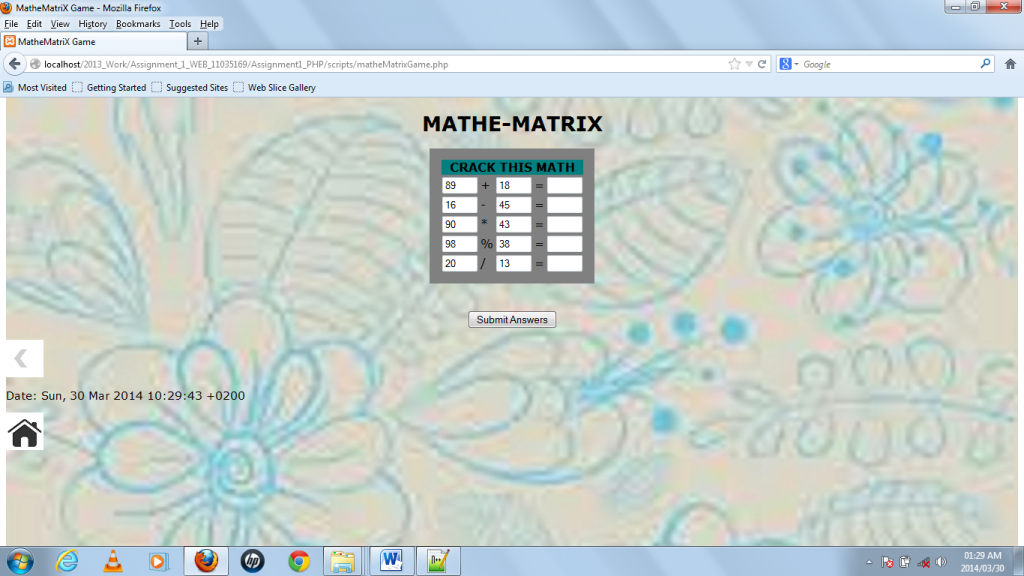 MatheMatriX Game - Mozilla Firefox
File Edit View History Bookmarks Tools Help
MatheMatriX Game +
localhost/2013_Work/Assignment_1_WEB_11035169/Assignment1_PHP/scripts/matheMatrixGame.php Google
Most Visited Getting Started Suggested Sites Web Slice Gallery
MATHE-MATRIX
CRACK THIS MATH
89 + 18 =
16 - 45 =
90 * 43 =
98 % 38 =
20 / 13 =
Submit Answers
Date: Sun, 30 Mar 2014 10:29:43 +0200
01:29 AM
2014/03/30